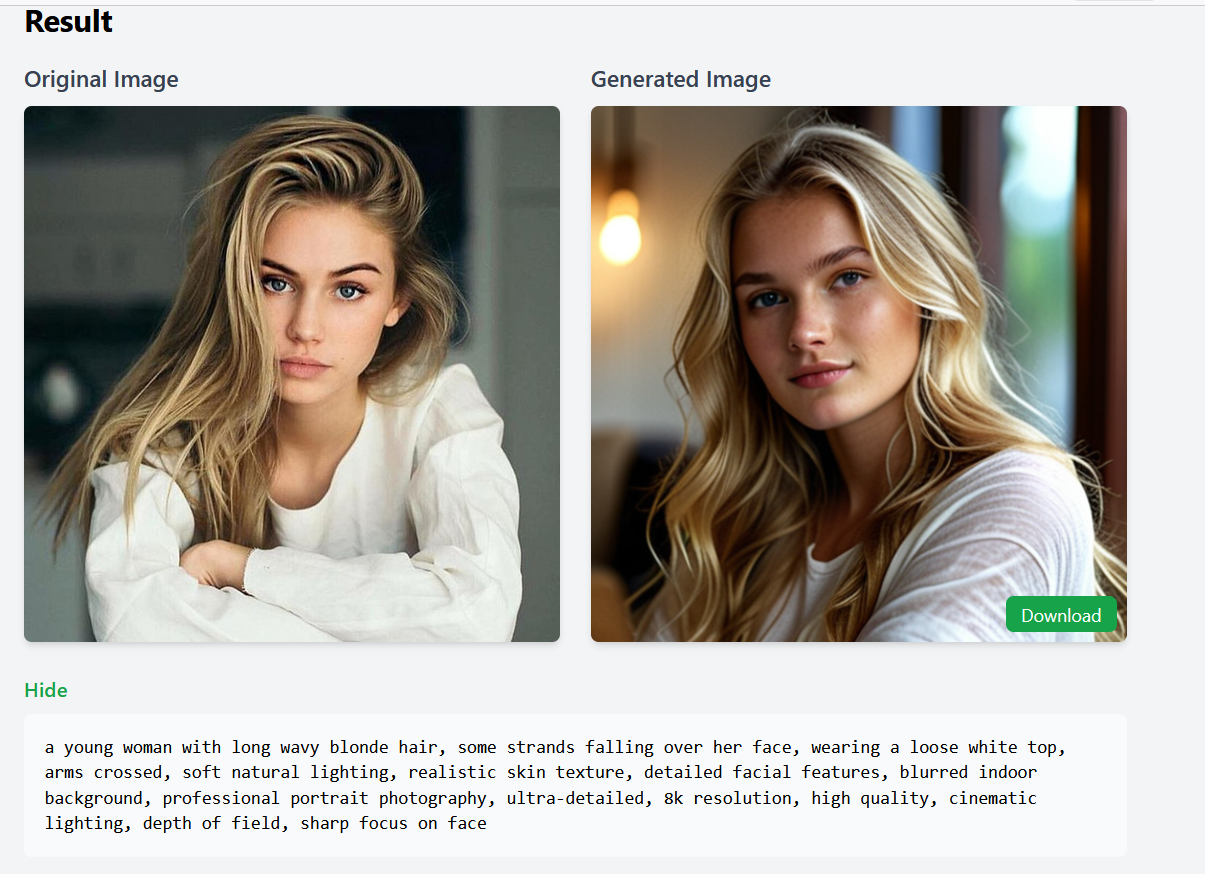 Result
Original Image
Generated Image
Download
Hide
a young woman with long wavy blonde hair, some strands falling over her face, wearing a loose white top,
arms crossed, soft natural lighting, realistic skin texture, detailed facial features, blurred indoor
background, professional portrait photography, ultra-detailed, 8k resolution, high quality, cinematic
lighting, depth of field, sharp focus on face